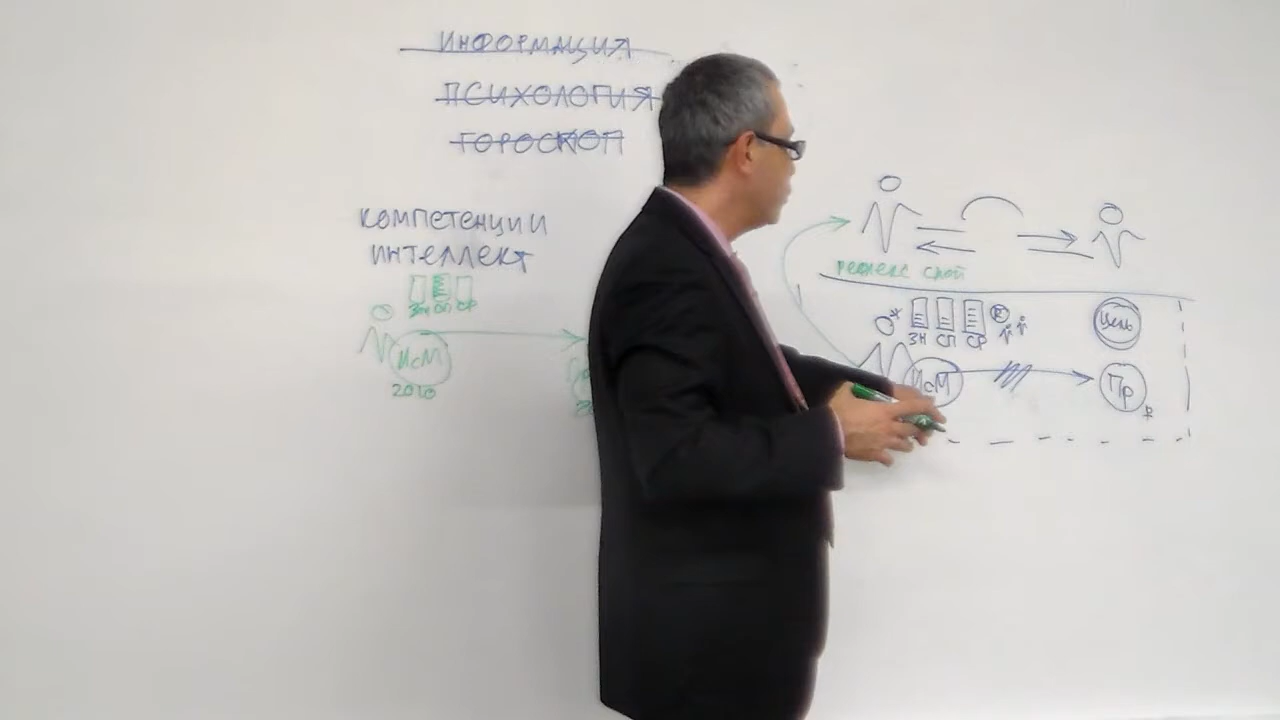 ИНФОРМАЦИЯ
ПСИХОЛОГИЯ
ГОРОСКОП
КОМПЕТЕНЦИИ
ИНТЕЛЛЕКТ
ЗН СП СР
ИсМ
2010
рефлекс слой
ЗН СП СР
Цель
ИсМ
Пр